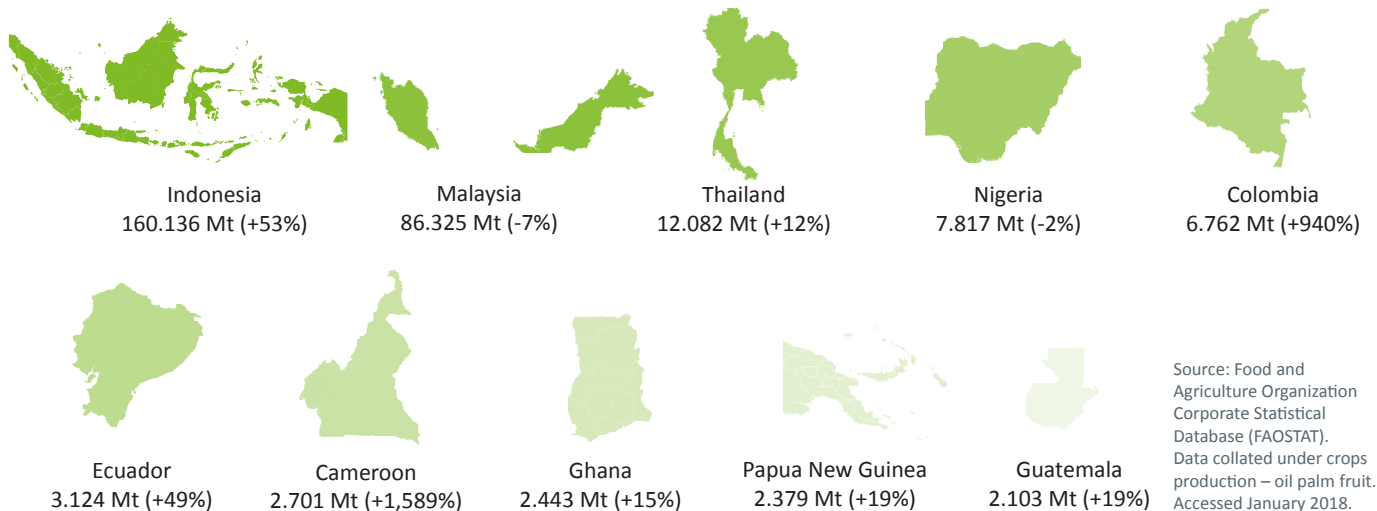 Indonesia
160.136 Mt (+53%)
Malaysia
86.325 Mt (-7%)
Thailand
12.082 Mt (+12%)
Nigeria
7.817 Mt (-2%)
Colombia
6.762 Mt (+940%)
Ecuador
3.124 Mt (+49%)
Cameroon
2.701 Mt (+1,589%)
Ghana
2.443 Mt (+15%)
Papua New Guinea
2.379 Mt (+19%)
Guatemala
2.103 Mt (+19%)
Source: Food and
Agriculture Organization
Corporate Statistical
Database (FAOSTAT).
Data collated under crops
production – oil palm fruit.
Accessed January 2018.